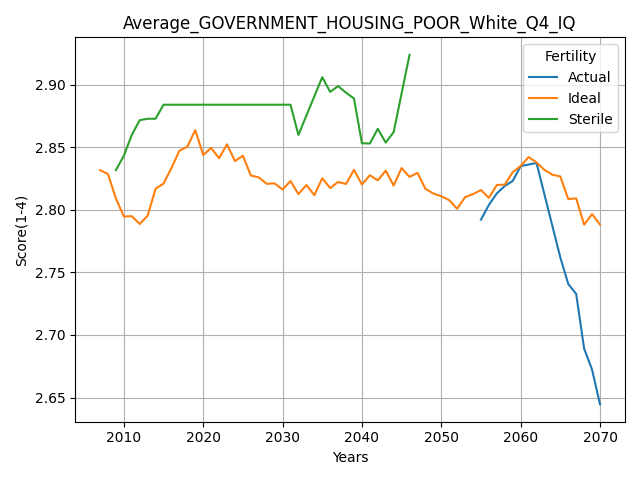 Average_GOVERNMENT_HOUSING_POOR_White_Q4_IQ
Fertility
Actual
Ideal
Sterile
Score(1-4)
2.90
2.85
2.80
2.75
2.70
2.65
2010 2020 2030 2040 2050 2060 2070
Years